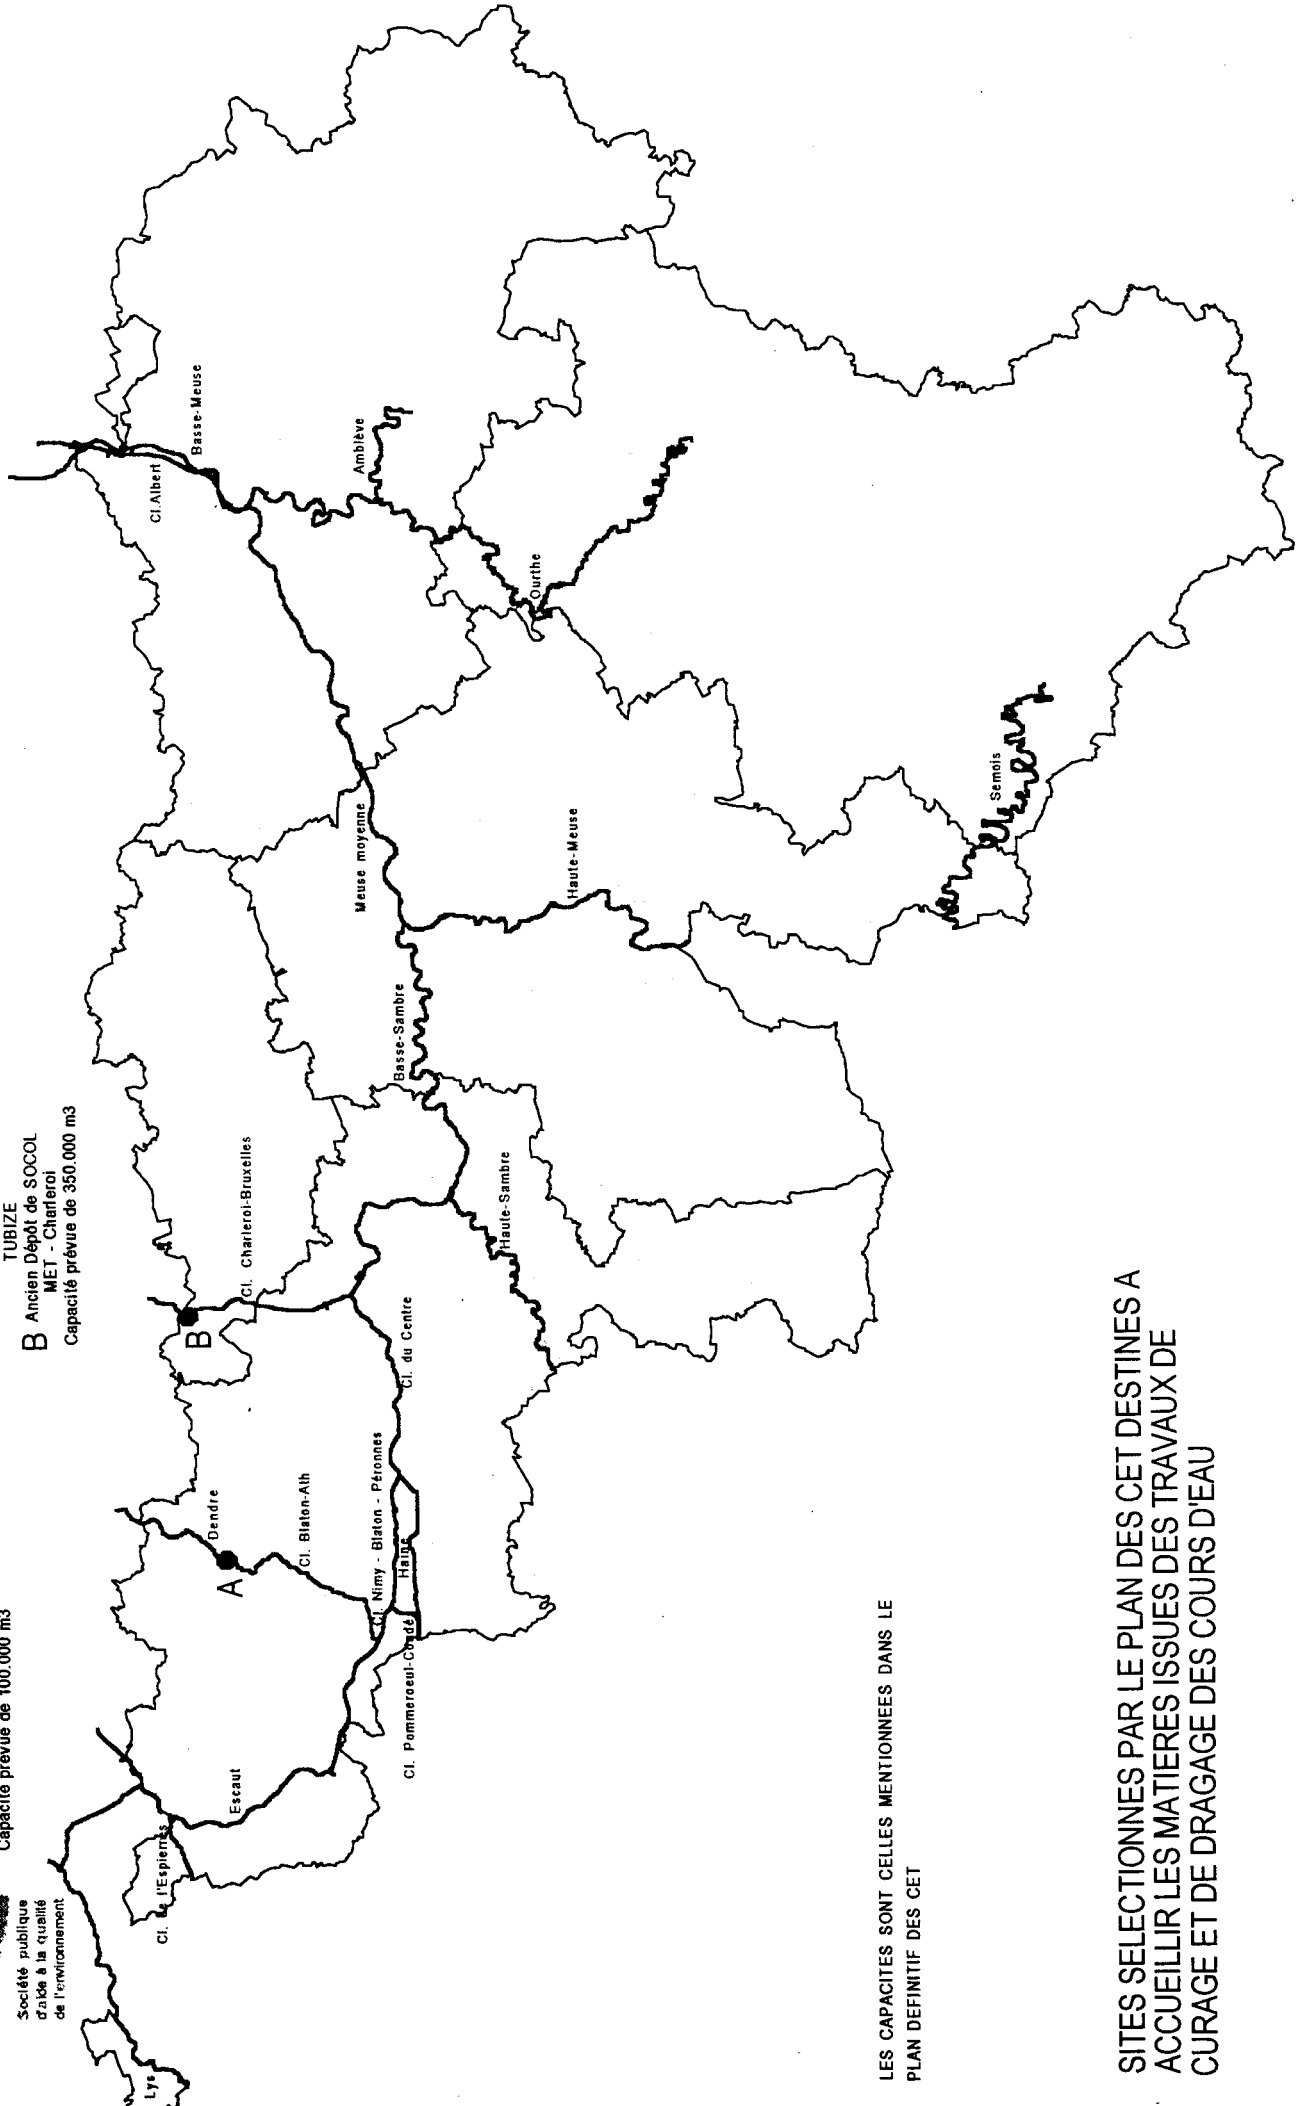 TUBIZE
B Ancien Dépôt de SOCOL
MET - Charleroi
Capacité prévue de 350.000 m3
Capacité prévue de 100.000 m3
Société publique
d'aide à la qualité
de l'environnement
Lys
Cl. de l'Espierres
Escaut
Dendre
A
Cl. Blaton-Ath
Cl. Nimy - Blaton - Péronnes
Haine
Cl. Pommeroeul-Condé
B
Cl. Charleroi-Bruxelles
Cl. du Centre
Haute-Sambre
Basse-Sambre
Meuse moyenne
Haute-Meuse
Cl. Albert
Basse-Meuse
Amblève
Ourthe
Semois
LES CAPACITES SONT CELLES MENTIONNEES DANS LE
PLAN DEFINITIF DES CET
SITES SELECTIONNES PAR LE PLAN DES CET DESTINES A
ACCUEILLIR LES MATIERES ISSUES DES TRAVAUX DE
CURAGE ET DE DRAGAGE DES COURS D'EAU